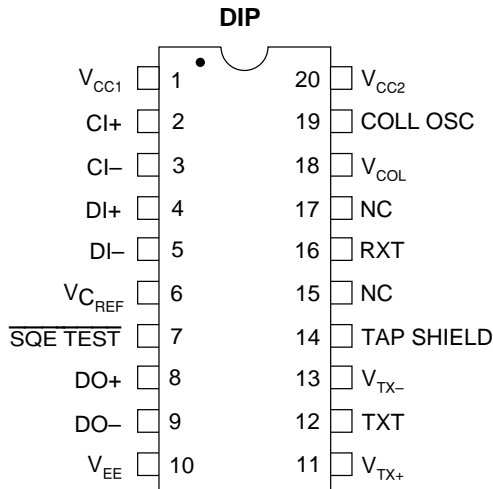 DIP
V_CC1 1 20 V_CC2
CI+ 2 19 COLL OSC
CI– 3 18 V_COL
DI+ 4 17 NC
DI– 5 16 RXT
VC_REF 6 15 NC
SQE TEST 7 14 TAP SHIELD
DO+ 8 13 V_TX–
DO– 9 12 TXT
V_EE 10 11 V_TX+